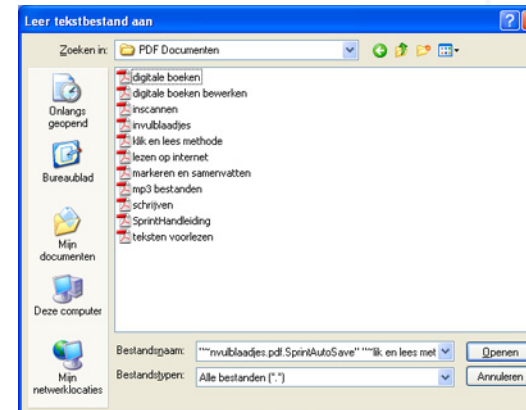 Leer tekstbestand aan
Zoeken in: PDF Documenten
Onlangs geopend
Bureaublad
Mijn documenten
Deze computer
Mijn netwerklocaties
digitale boeken
digitale boeken bewerken
inscannen
invulblaadjes
klik en lees methode
lezen op internet
markeren en samenvatten
mp3 bestanden
schrijven
SprintHandleiding
teksten voorlezen
Bestandsnaam: "~nvulblaadjes.pdf.SprintAutoSave" "~lik en lees met Openen
Bestandstypen: Alle bestanden (*.*) Annuleren